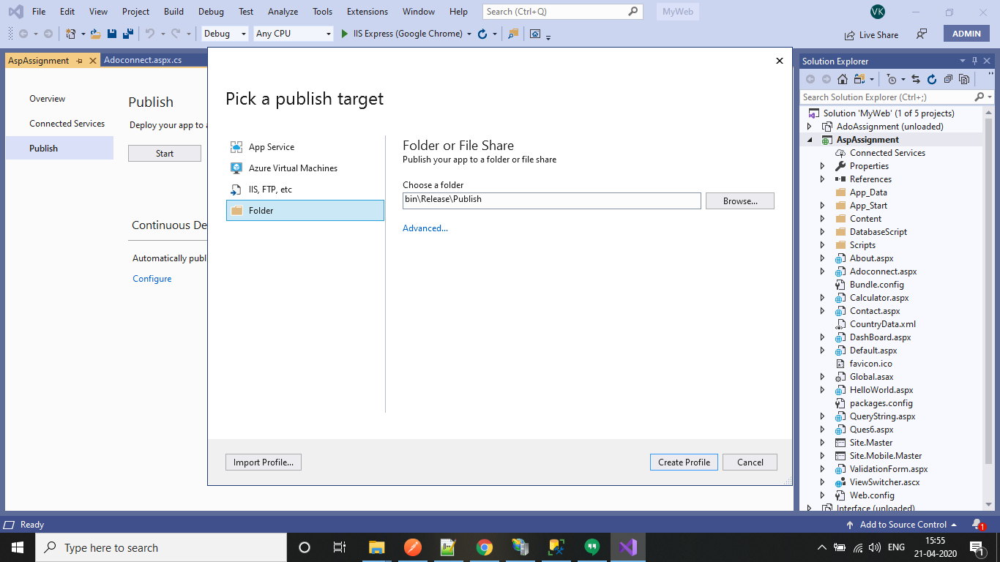 File Edit View Project Build Debug Test Analyze Tools Extensions Window Help Search (Ctrl+Q) MyWeb VK
Debug Any CPU IIS Express (Google Chrome) Live Share ADMIN
AspAssignment Adoconnect.aspx.cs
Overview
Connected Services
Publish
Publish
Deploy your app to a
Start
Continuous De
Automatically publ
Configure
Pick a publish target
App Service
Azure Virtual Machines
IIS, FTP, etc
Folder
Folder or File Share
Publish your app to a folder or file share
Choose a folder
bin\Release\Publish
Browse...
Advanced...
Import Profile...
Create Profile
Cancel
Solution Explorer
Search Solution Explorer (Ctrl+;)
Solution 'MyWeb' (1 of 5 projects)
AdoAssignment (unloaded)
AspAssignment
Connected Services
Properties
References
App_Data
App_Start
Content
DatabaseScript
Scripts
About.aspx
Adoconnect.aspx
Bundle.config
Calculator.aspx
Contact.aspx
CountryData.xml
DashBoard.aspx
Default.aspx
favicon.ico
Global.asax
HelloWorld.aspx
packages.config
QueryString.aspx
Ques6.aspx
Site.Master
Site.Mobile.Master
ValidationForm.aspx
ViewSwitcher.ascx
Web.config
Interface (unloaded)
Ready
Add to Source Control 1
Type here to search
ENG
15:55
21-04-2020
1